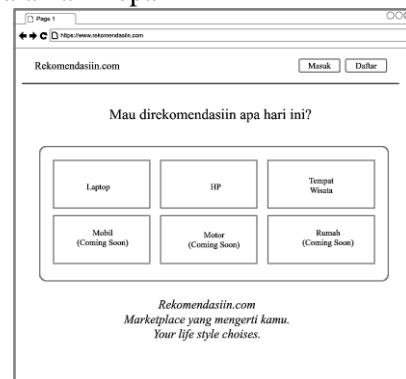 Page 1
https://www.rekomendasiin.com
Rekomendasiin.com
Masuk
Daftar
Mau direkomendasiin apa hari ini?
Laptop
HP
Tempat
Wisata
Mobil
(Coming Soon)
Motor
(Coming Soon)
Rumah
(Coming Soon)
Rekomendasiin.com
Marketplace yang mengerti kamu.
Your life style choises.